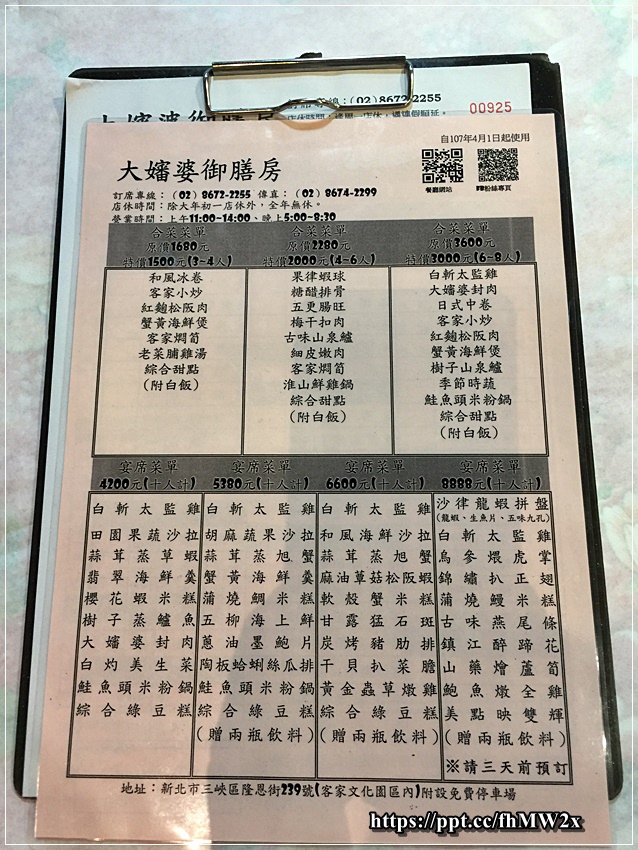 席專線：(02)8672-2255
00925
自107年4月1日起使用
大嬸婆御膳房
餐廳網站
FB粉絲專頁
訂席專線：(02)8672-2255 傳真：(02)8674-2299
店休時間：除大年初一店休外，全年無休。
營業時間：上午11:00~14:00、晚上5:00~8:30
合菜菜單
原價1680元
特價1500元(3~4人)
和風冰卷
客家小炒
紅麴松阪肉
蟹黃海鮮煲
客家燜筍
老菜脯雞湯
綜合甜點
(附白飯)
合菜菜單
原價2280元
特價2000元(4~6人)
果律蝦球
糖醋排骨
五更腸旺
梅干扣肉
古味山泉鱸
細皮嫩肉
客家燜筍
淮山鮮雞鍋
綜合甜點
(附白飯)
合菜菜單
原價3600元
特價3000元(6~8人)
白斬太監雞
大嬸婆封肉
日式中卷
客家小炒
紅麴松阪肉
蟹黃海鮮煲
樹子山泉鱸
季節時蔬
鮭魚頭米粉鍋
綜合甜點
(附白飯)
宴席菜單
4200元(十人計)
白斬太監雞
田園果蔬沙拉
蒜茸蒸草蝦
翡翠海鮮羹
櫻花蝦米糕
樹子蒸鱸魚
大嬸婆封肉
白灼美生菜
鮭魚頭米粉鍋
綜合綠豆糕
宴席菜單
5380元(十人計)
白斬太監雞
胡麻蔬果沙拉
蒜茸蒸旭蟹
蟹黃海鮮羹
蒲燒鯛米糕
五柳海上鮮
蔥油墨鮑片
陶板蛤蜊絲瓜排
鮭魚頭米粉鍋
綜合綠豆糕
(贈兩瓶飲料)
宴席菜單
6600元(十人計)
白斬太監雞
和風海鮮沙拉
蒜茸蒸旭蟹
麻油草菇松阪蝦
軟殼蟹米糕
甘露猛石斑
炭烤豬肋排
干貝扒菜膽
黃金蟲草燉雞
綜合綠豆糕
(贈兩瓶飲料)
宴席菜單
8888元(十人計)
沙律龍蝦拼盤
(龍蝦、生魚片、五味九孔)
白斬太監雞
烏參煨虎掌
錦繡扒正翅
蒲燒鰻米糕
古味燕尾條
鎮江醉蹄花
山藥燴蘆筍
鮑魚燉全雞
美點映雙輝
(贈兩瓶飲料)
※請三天前預訂
地址：新北市三峽區隆恩街239號(客家文化園區內)附設免費停車場
https://ppt.cc/fhMW2x